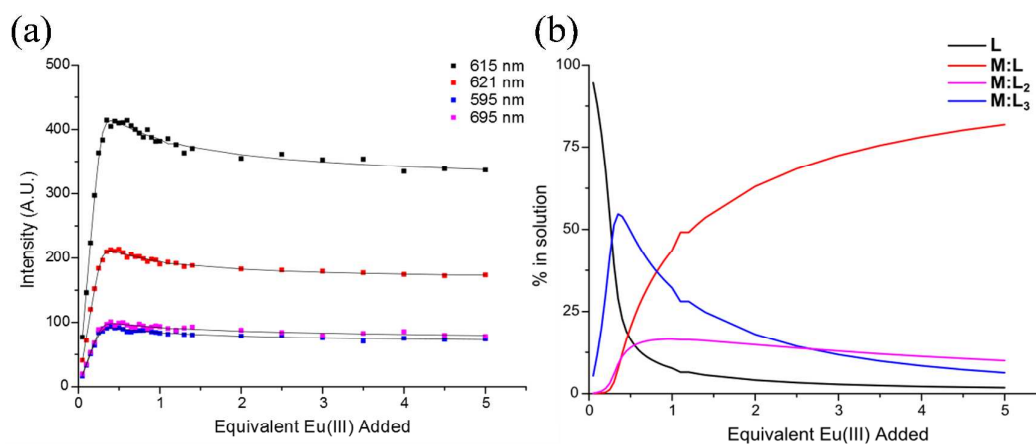 (a)
500
400
300
200
100
0
Intensity (A.U.)
615 nm
621 nm
595 nm
695 nm
0 1 2 3 4 5
Equivalent Eu(III) Added
(b)
100
75
50
25
0
% in solution
L
M:L
M:L₂
M:L₃
0 1 2 3 4 5
Equivalent Eu(III) Added